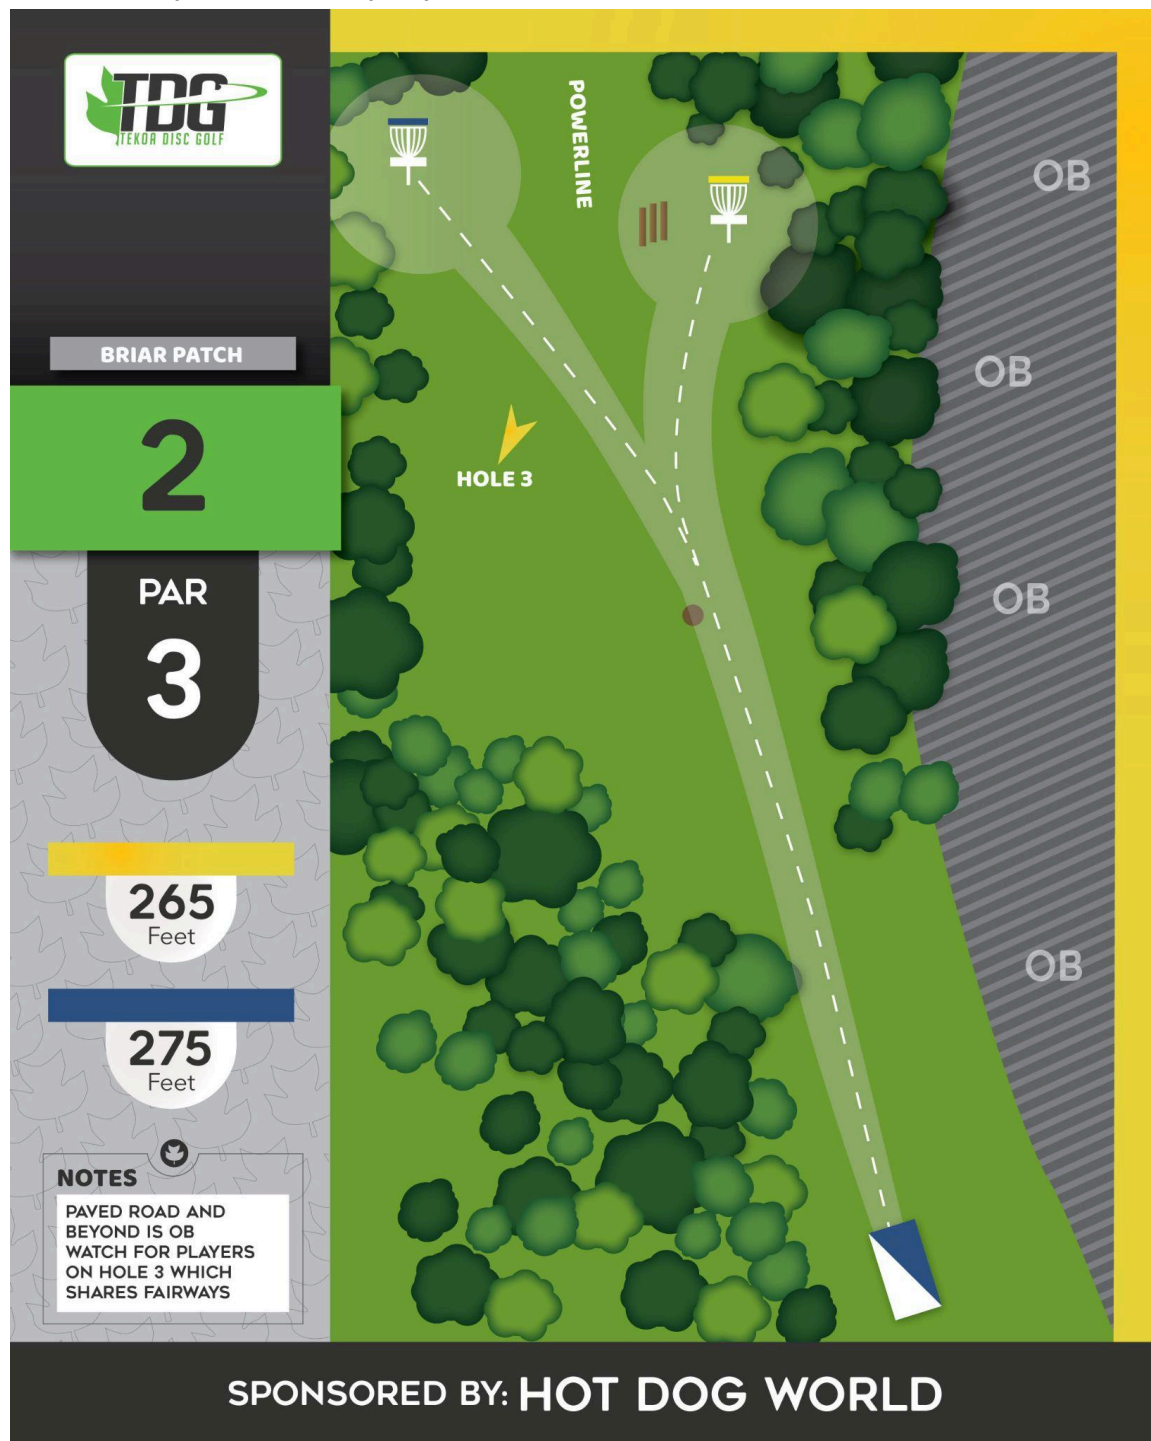 TDG
TEKOA DISC GOLF
BRIAR PATCH
2
PAR
3
265
Feet
275
Feet
NOTES
PAVED ROAD AND
BEYOND IS OB
WATCH FOR PLAYERS
ON HOLE 3 WHICH
SHARES FAIRWAYS
POWERLINE
HOLE 3
OB
OB
OB
OB
SPONSORED BY: HOT DOG WORLD